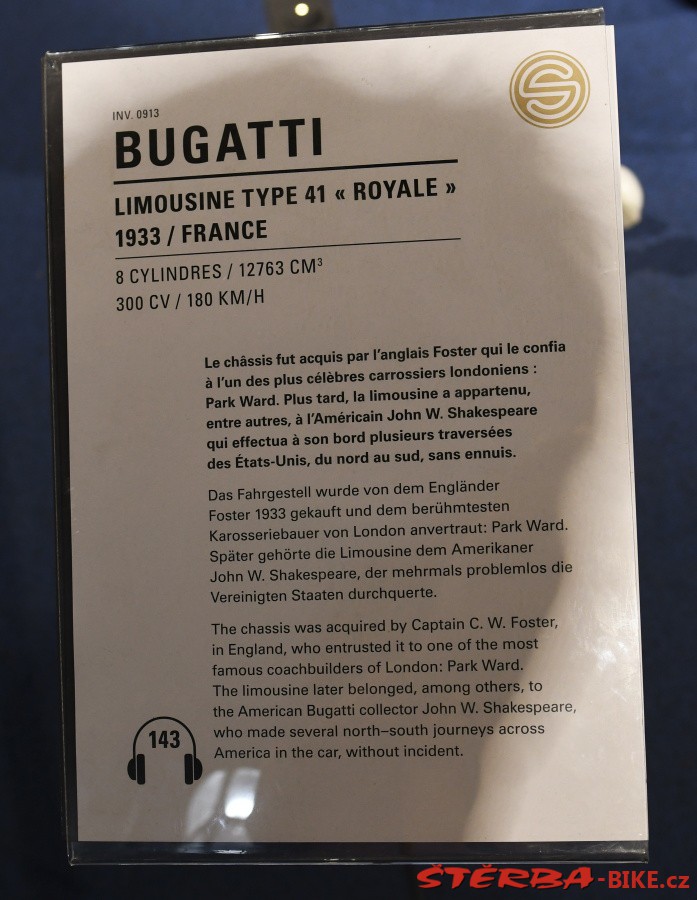 INV. 0913
BUGATTI
LIMOUSINE TYPE 41 « ROYALE »
1933 / FRANCE
8 CYLINDRES / 12763 CM³
300 CV / 180 KM/H
Le châssis fut acquis par l'anglais Foster qui le confia
à l'un des plus célèbres carrossiers londoniens :
Park Ward. Plus tard, la limousine a appartenu,
entre autres, à l'Américain John W. Shakespeare
qui effectua à son bord plusieurs traversées
des États-Unis, du nord au sud, sans ennuis.
Das Fahrgestell wurde von dem Engländer
Foster 1933 gekauft und dem berühmtesten
Karosseriebauer von London anvertraut: Park Ward.
Später gehörte die Limousine dem Amerikaner
John W. Shakespeare, der mehrmals problemlos die
Vereinigten Staaten durchquerte.
The chassis was acquired by Captain C. W. Foster,
in England, who entrusted it to one of the most
famous coachbuilders of London: Park Ward.
The limousine later belonged, among others, to
the American Bugatti collector John W. Shakespeare,
who made several north–south journeys across
America in the car, without incident.
143
ŠTĚRBA-BIKE.cz